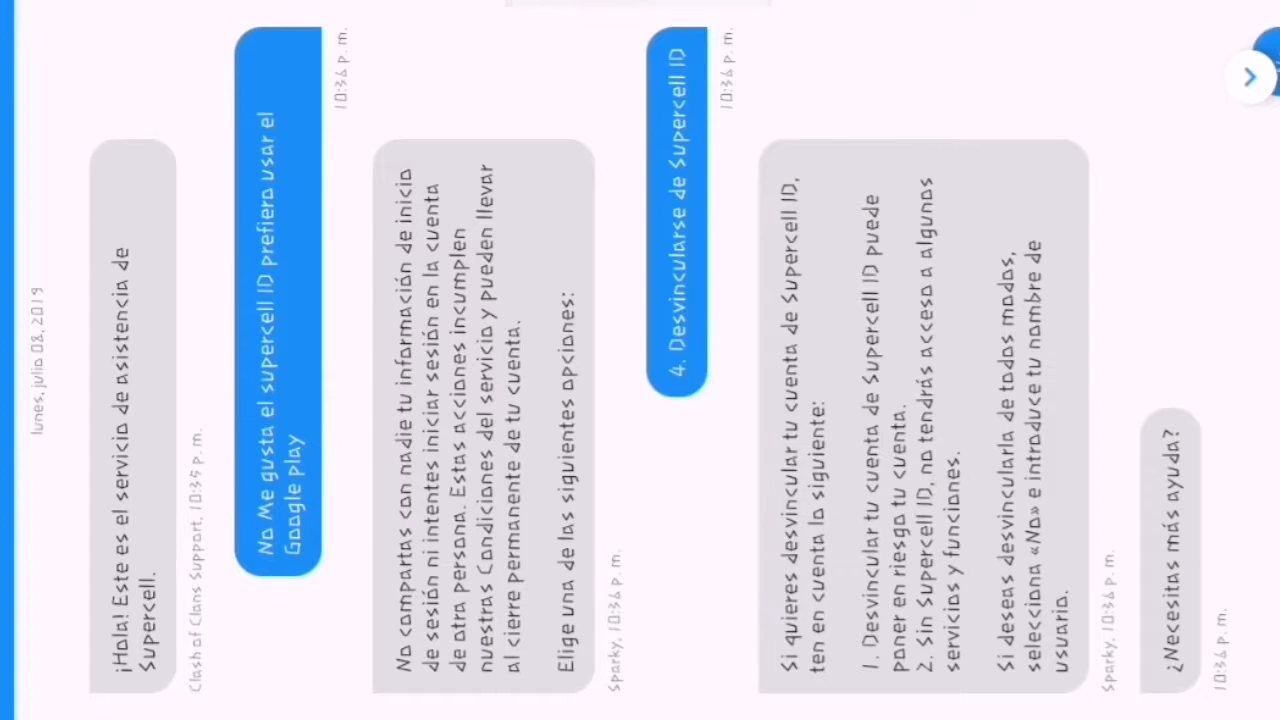 lunes, julio 08, 2019
¡Hola! Este es el servicio de asistencia de
Supercell.
Clash of Clans Support, 10:35 p. m.
No Me gusta el supercell ID prefiero usar el
Google play
10:36 p. m.
No compartas con nadie tu información de inicio
de sesión ni intentes iniciar sesión en la cuenta
de otra persona. Estas acciones incumplen
nuestras Condiciones del servicio y pueden llevar
al cierre permanente de tu cuenta.
Elige una de las siguientes opciones:
Sparky, 10:36 p. m.
4. Desvincularse de Supercell ID
10:36 p. m.
Si quieres desvincular tu cuenta de Supercell ID,
ten en cuenta lo siguiente:
1. Desvincular tu cuenta de Supercell ID puede
poner en riesgo tu cuenta.
2. Sin Supercell ID, no tendrás acceso a algunos
servicios y funciones.
Si deseas desvincularla de todos modos,
selecciona «No» e introduce tu nombre de
usuario.
Sparky, 10:36 p. m.
¿Necesitas más ayuda?
10:36 p. m.